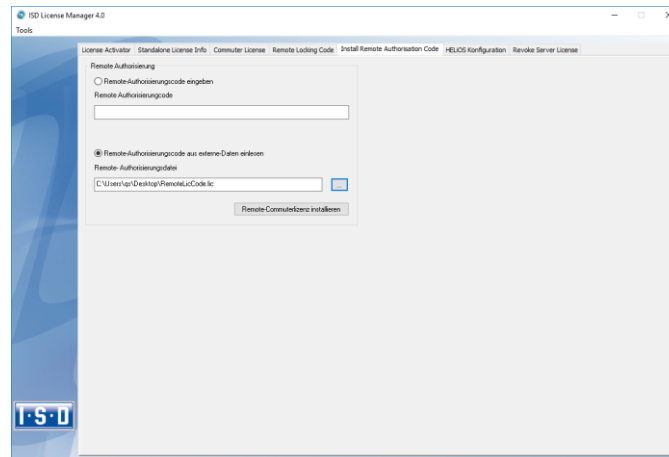 ISD License Manager 4.0
Tools
License Activator Standalone License Info Commuter License Remote Locking Code Install Remote Authorisation Code HELiOS Konfiguration Revoke Server License
Remote Authorisierung
Remote-Authorisierungscode eingeben
Remote Authorisierungcode
Remote-Authorisierungscode aus externe-Daten einlesen
Remote- Authorisierungsdatei
C:\Users\qs\Desktop\RemoteLicCode.lic
...
Remote-Commuterlizenz installieren
I·S·D